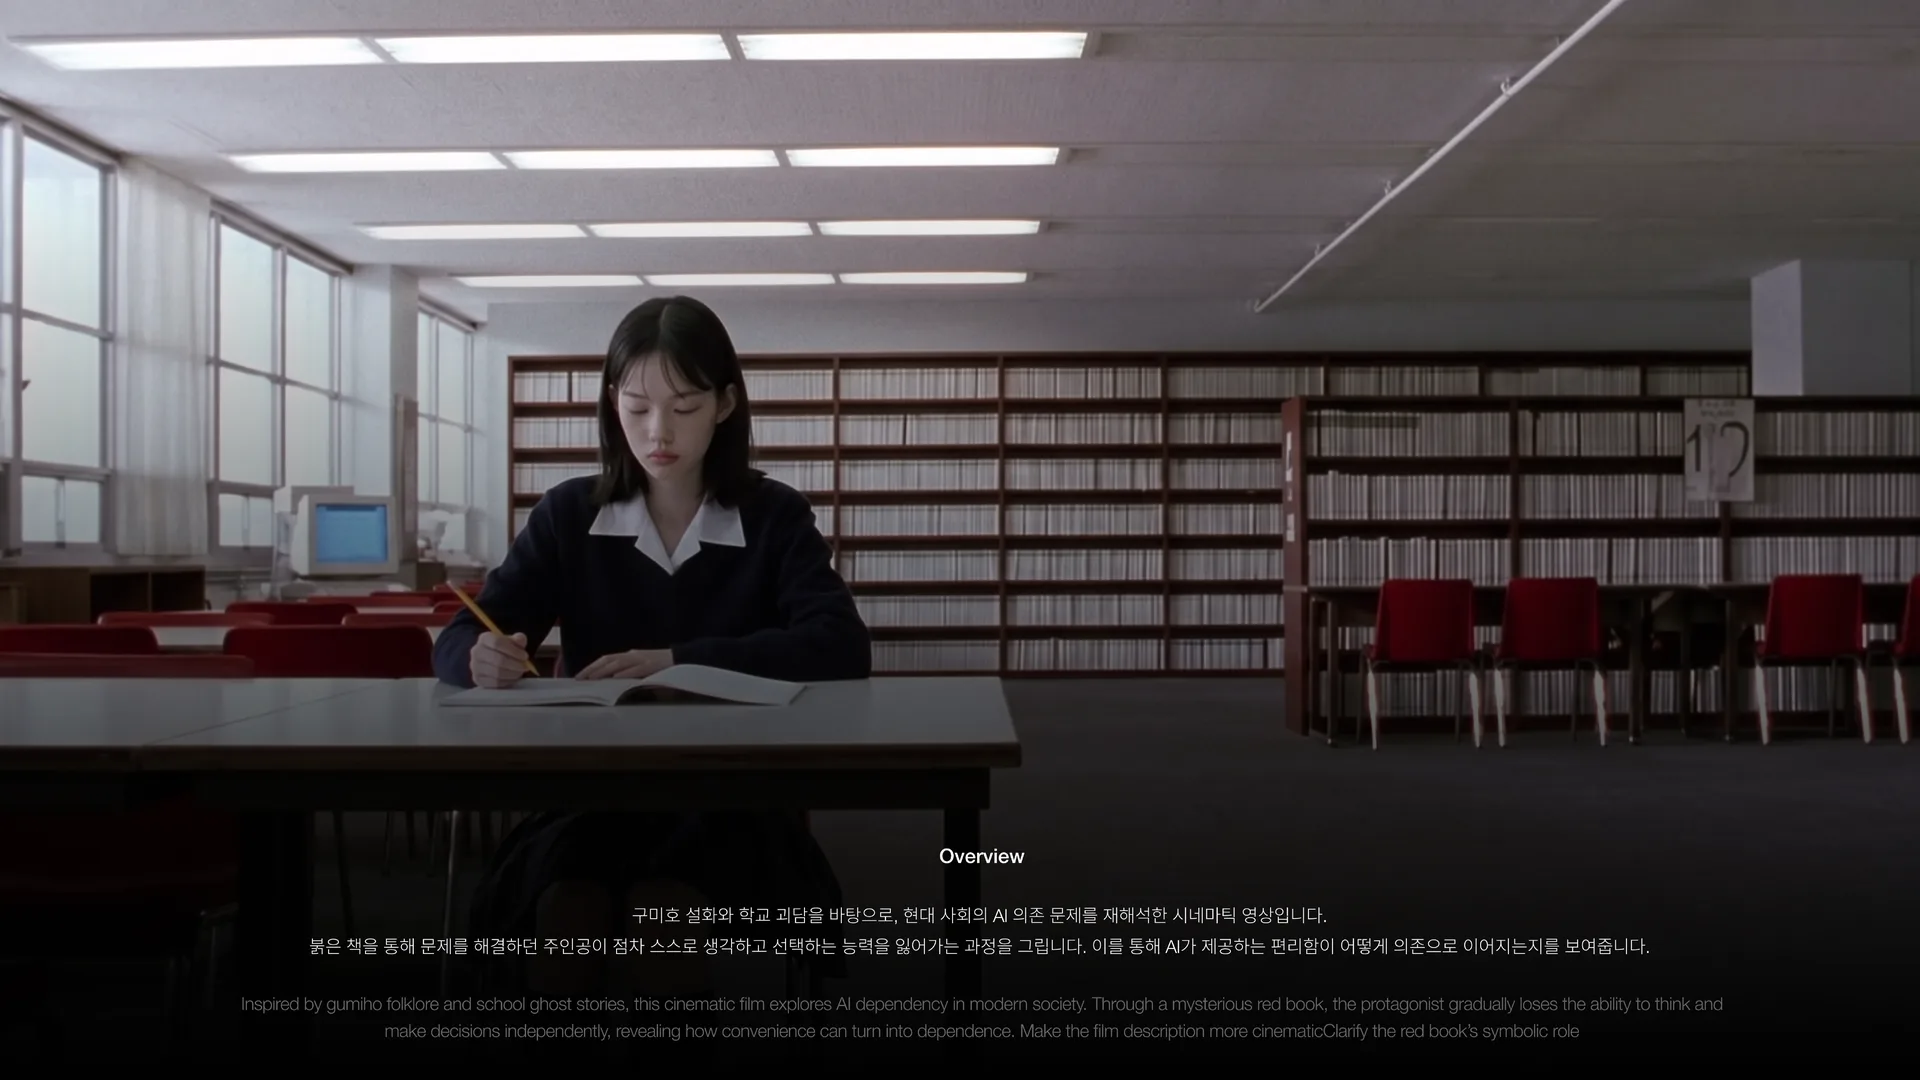 17
Overview
구미호 설화와 학교 괴담을 바탕으로, 현대 사회의 AI 의존 문제를 재해석한 시네마틱 영상입니다.
붉은 책을 통해 문제를 해결하던 주인공이 점차 스스로 생각하고 선택하는 능력을 잃어가는 과정을 그립니다. 이를 통해 AI가 제공하는 편리함이 어떻게 의존으로 이어지는지를 보여줍니다.
Inspired by gumiho folklore and school ghost stories, this cinematic film explores AI dependency in modern society. Through a mysterious red book, the protagonist gradually loses the ability to think and
make decisions independently, revealing how convenience can turn into dependence. Make the film description more cinematicClarify the red book’s symbolic role